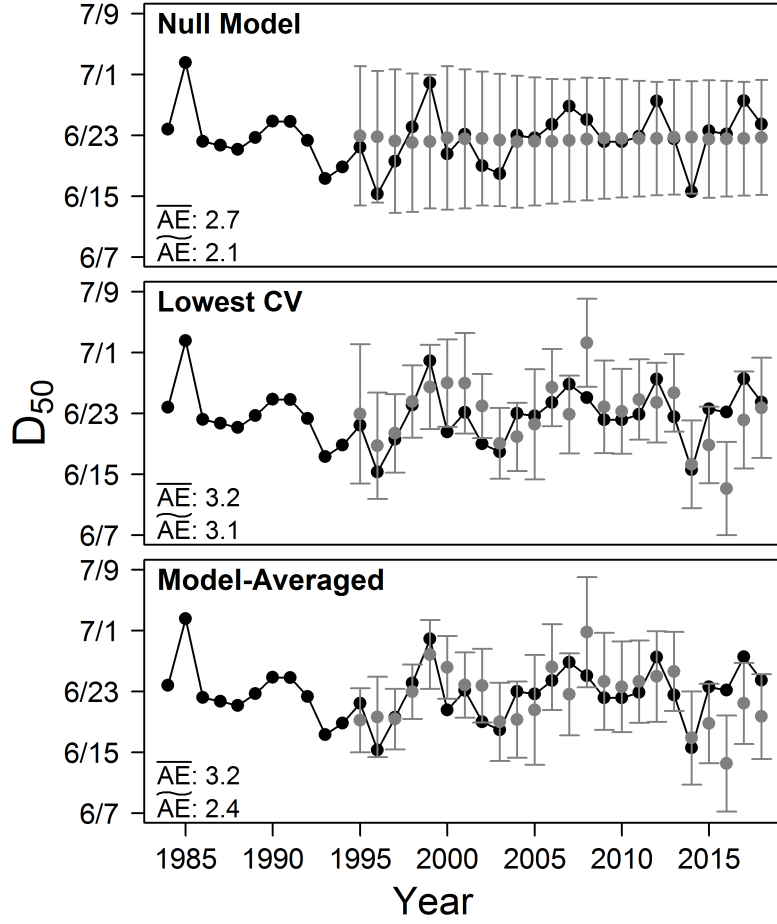 Null Model
7/9
7/1
6/23
6/15
6/7
AE: 2.7
AE: 2.1
Lowest CV
7/9
7/1
6/23
6/15
6/7
AE: 3.2
AE: 3.1
Model-Averaged
7/9
7/1
6/23
6/15
6/7
AE: 3.2
AE: 2.4
D50
1985 1990 1995 2000 2005 2010 2015
Year